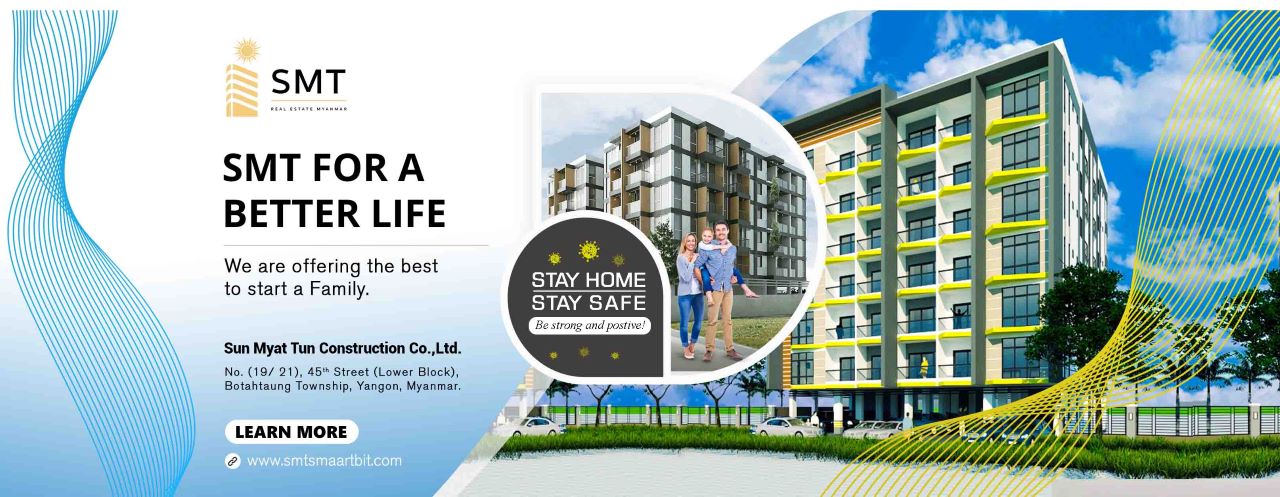 SMT
REAL ESTATE MYANMAR
SMT FOR A
BETTER LIFE
We are offering the best
to start a Family.
Sun Myat Tun Construction Co.,Ltd.
No. (19/ 21), 45th Street (Lower Block),
Botahtaung Township, Yangon, Myanmar.
LEARN MORE
www.smtsmaartbit.com
STAY HOME
STAY SAFE
Be strong and postive!